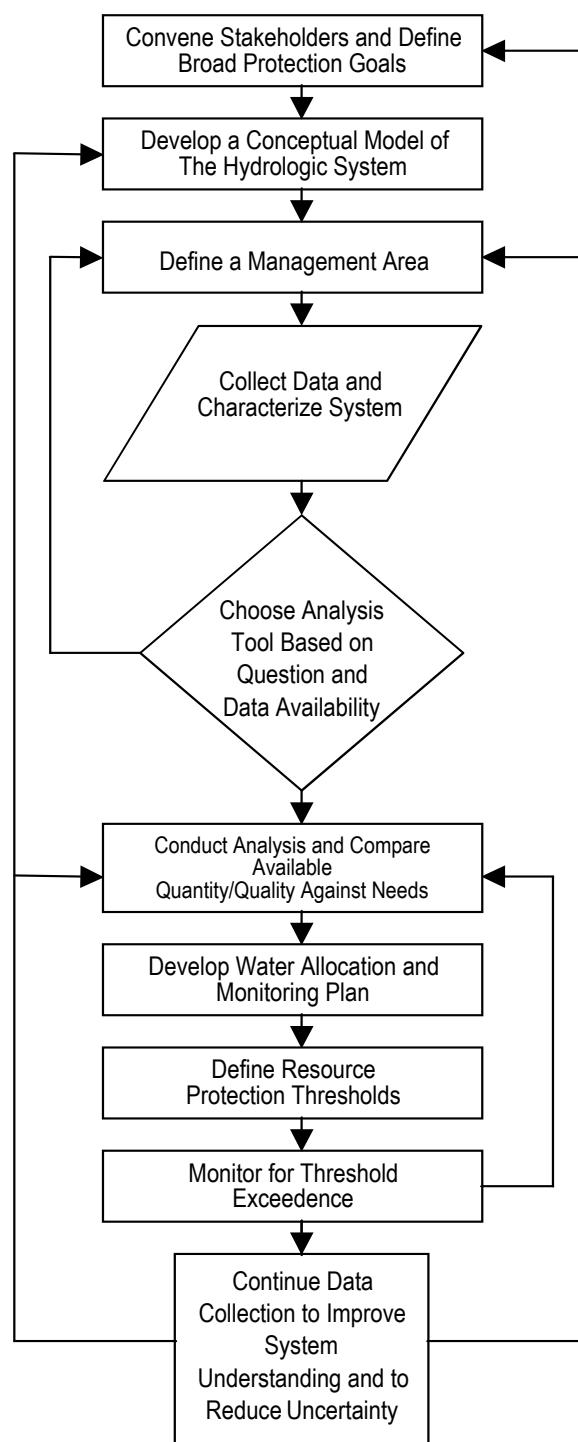 Convene Stakeholders and Define
Broad Protection Goals
Develop a Conceptual Model of
The Hydrologic System
Define a Management Area
Collect Data and
Characterize System
Choose Analysis
Tool Based on
Question and
Data Availability
Conduct Analysis and Compare
Available
Quantity/Quality Against Needs
Develop Water Allocation and
Monitoring Plan
Define Resource
Protection Thresholds
Monitor for Threshold
Exceedence
Continue Data
Collection to Improve
System
Understanding and to
Reduce Uncertainty